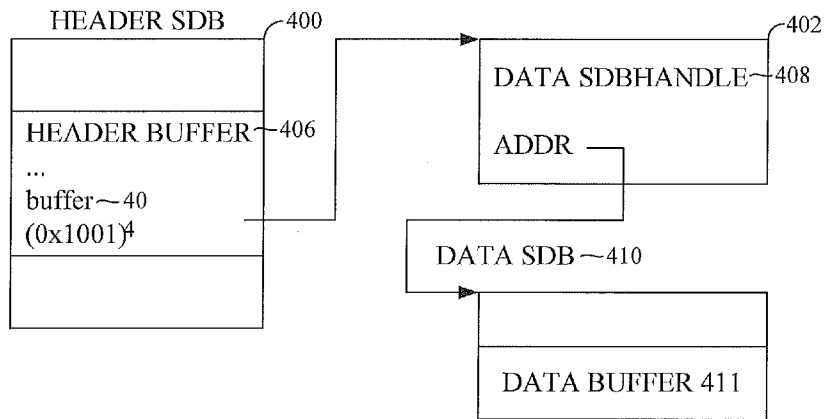 HEADER SDB
400
HEADER BUFFER 406
...
buffer 40
(0x1001) 4
402
DATA SDBHANDLE 408
ADDR
DATA SDB 410
DATA BUFFER 411